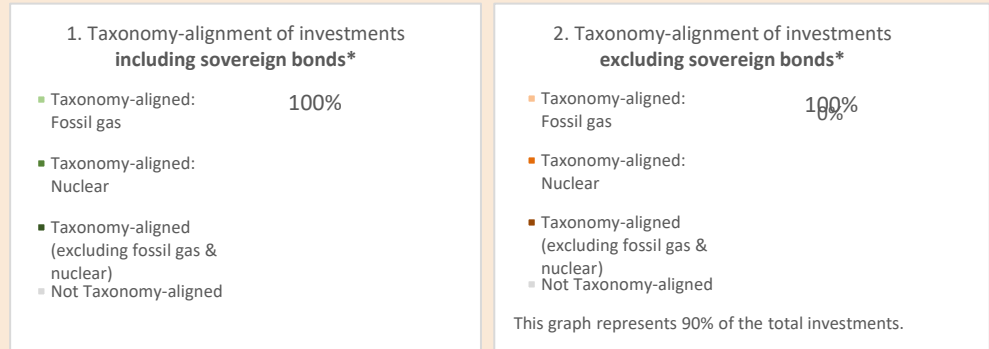 1. Taxonomy-alignment of investments
including sovereign bonds*
Taxonomy-aligned:
Fossil gas
100%
Taxonomy-aligned:
Nuclear
Taxonomy-aligned
(excluding fossil gas &
nuclear)
Not Taxonomy-aligned
2. Taxonomy-alignment of investments
excluding sovereign bonds*
Taxonomy-aligned:
Fossil gas
100%
0%
Taxonomy-aligned:
Nuclear
Taxonomy-aligned
(excluding fossil gas &
nuclear)
Not Taxonomy-aligned
This graph represents 90% of the total investments.